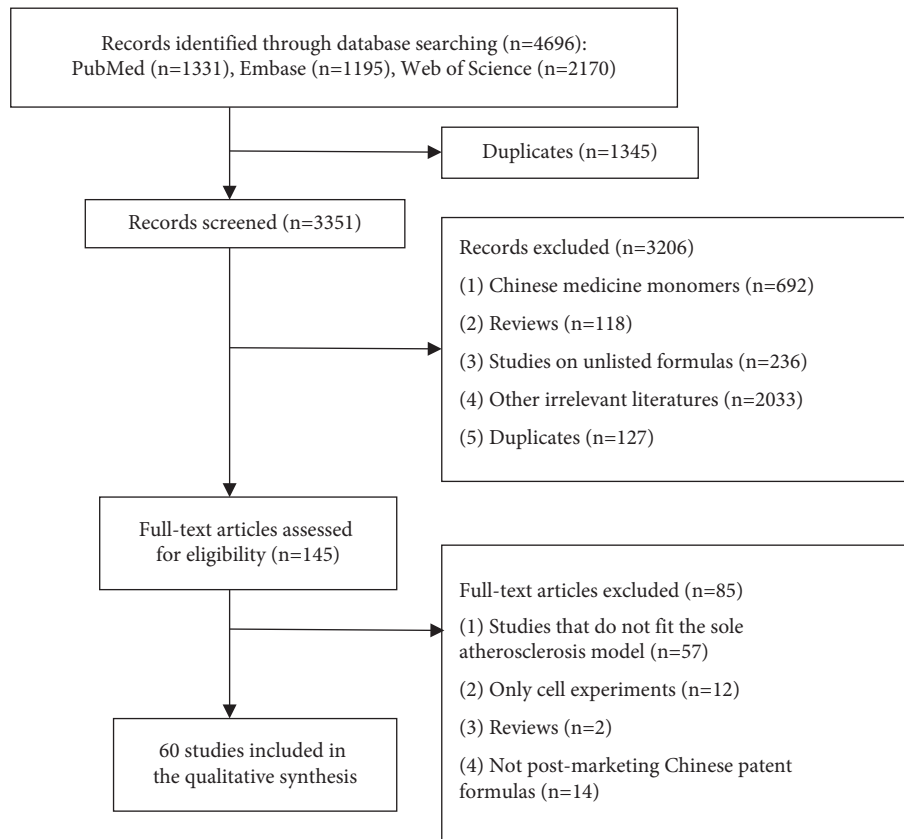 Records identified through database searching (n=4696):
PubMed (n=1331), Embase (n=1195), Web of Science (n=2170)
Duplicates (n=1345)
Records screened (n=3351)
Records excluded (n=3206)
(1) Chinese medicine monomers (n=692)
(2) Reviews (n=118)
(3) Studies on unlisted formulas (n=236)
(4) Other irrelevant literatures (n=2033)
(5) Duplicates (n=127)
Full-text articles assessed
for eligibility (n=145)
Full-text articles excluded (n=85)
(1) Studies that do not fit the sole
atherosclerosis model (n=57)
(2) Only cell experiments (n=12)
(3) Reviews (n=2)
(4) Not post-marketing Chinese patent
formulas (n=14)
60 studies included in
the qualitative synthesis